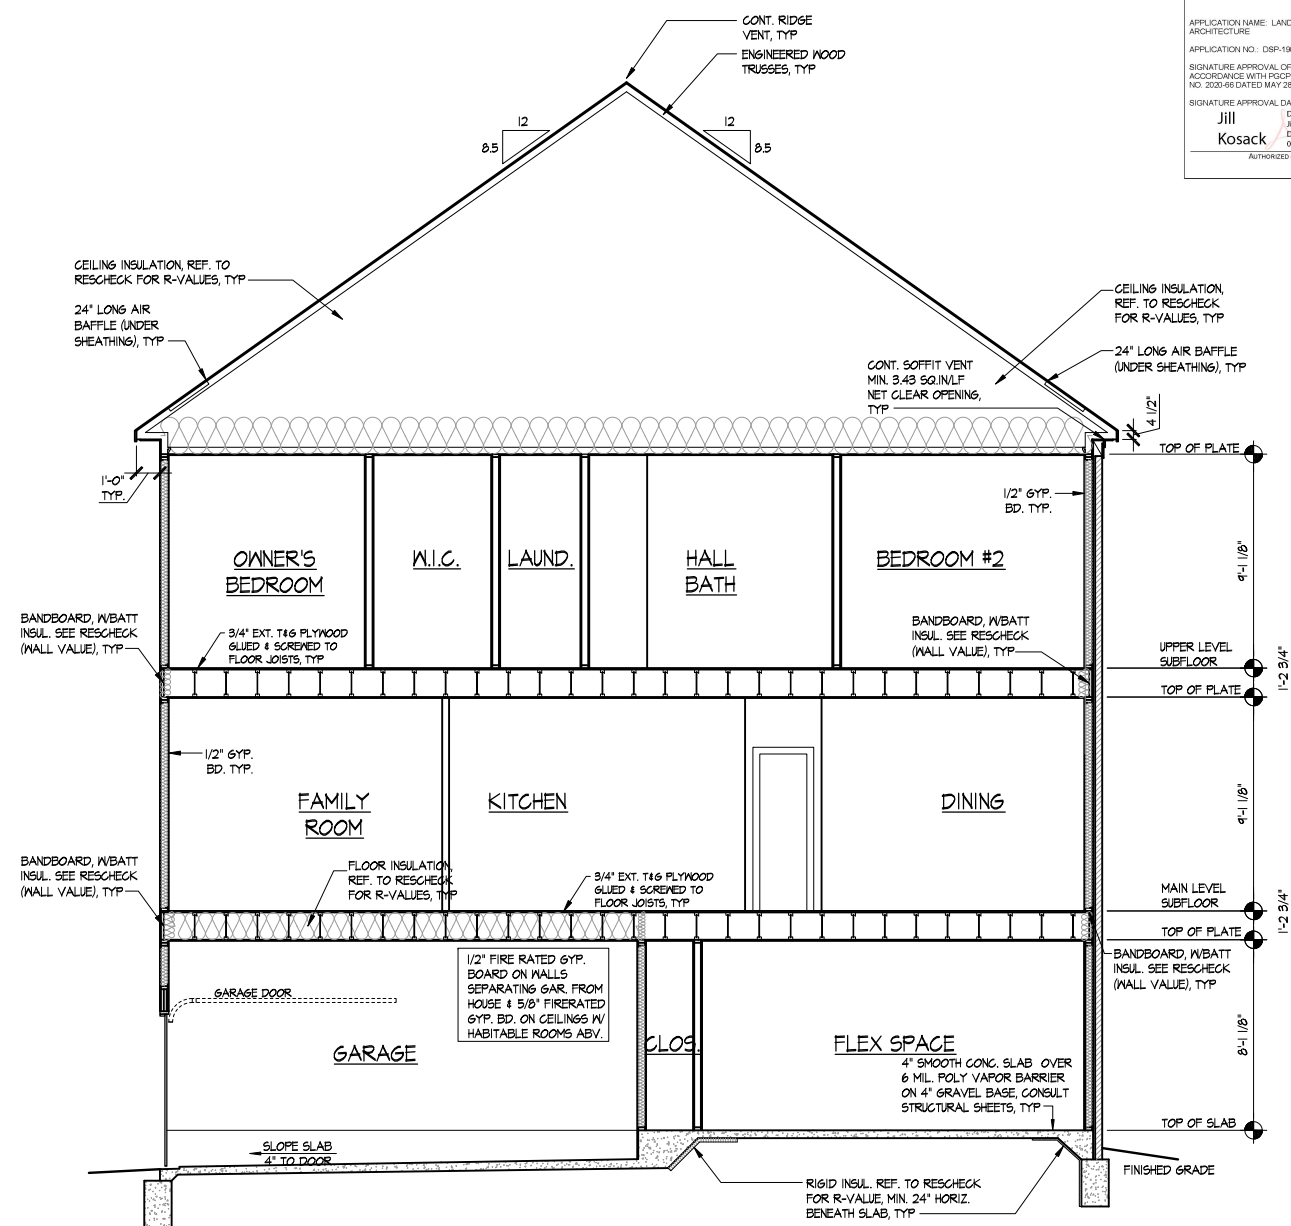 CONT. RIDGE
VENT, TYP
ENGINEERED WOOD
TRUSSES, TYP
APPLICATION NAME: LAND
ARCHITECTURE
APPLICATION NO.: DSP-19
SIGNATURE APPROVAL OF
ACCORDANCE WITH PGCP
NO. 2020-66 DATED MAY 28
SIGNATURE APPROVAL DA
Jill
Kosack
AUTHORIZED
12
8.5
12
8.5
CEILING INSULATION, REF. TO
RESCHECK FOR R-VALUES, TYP
24" LONG AIR
BAFFLE (UNDER
SHEATHING), TYP
CEILING INSULATION,
REF. TO RESCHECK
FOR R-VALUES, TYP
24" LONG AIR BAFFLE
(UNDER SHEATHING), TYP
CONT. SOFFIT VENT
MIN. 3.43 SQ.IN/LF
NET CLEAR OPENING,
TYP
4 1/2"
TOP OF PLATE
1'-0"
TYP.
1/2" GYP.
BD. TYP.
OWNER'S
BEDROOM
W.I.C.
LAUND.
HALL
BATH
BEDROOM #2
9'-1 1/8"
BANDBOARD, W/BATT
INSUL. SEE RESCHECK
(WALL VALUE), TYP
3/4" EXT. T&G PLYWOOD
GLUED & SCREWED TO
FLOOR JOISTS, TYP
BANDBOARD, W/BATT
INSUL. SEE RESCHECK
(WALL VALUE), TYP
UPPER LEVEL
SUBFLOOR
1'-2 3/4"
TOP OF PLATE
1/2" GYP.
BD. TYP.
FAMILY
ROOM
KITCHEN
DINING
9'-1 1/8"
BANDBOARD, W/BATT
INSUL. SEE RESCHECK
(WALL VALUE), TYP
FLOOR INSULATION,
REF. TO RESCHECK
FOR R-VALUES, TYP
3/4" EXT. T&G PLYWOOD
GLUED & SCREWED TO
FLOOR JOISTS, TYP
MAIN LEVEL
SUBFLOOR
1'-2 3/4"
TOP OF PLATE
BANDBOARD, W/BATT
INSUL. SEE RESCHECK
(WALL VALUE), TYP
1/2" FIRE RATED GYP.
BOARD ON WALLS
SEPARATING GAR. FROM
HOUSE & 5/8" FIRERATED
GYP. BD. ON CEILINGS W/
HABITABLE ROOMS ABV.
GARAGE DOOR
GARAGE
CLOS.
FLEX SPACE
8'-1 1/8"
4" SMOOTH CONC. SLAB OVER
6 MIL. POLY VAPOR BARRIER
ON 4" GRAVEL BASE, CONSULT
STRUCTURAL SHEETS, TYP
TOP OF SLAB
SLOPE SLAB
4" TO DOOR
FINISHED GRADE
RIGID INSUL. REF. TO RESCHECK
FOR R-VALUE, MIN. 24" HORIZ.
BENEATH SLAB, TYP